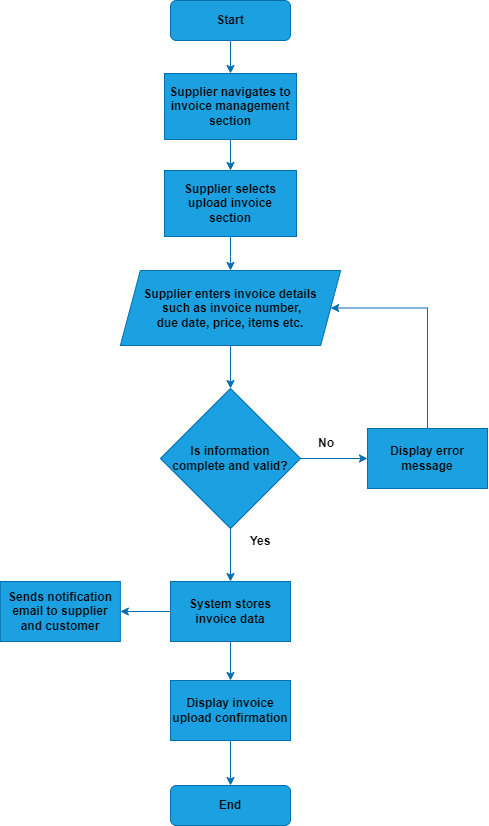 Start
Supplier navigates to
invoice management
section
Supplier selects
upload invoice
section
Supplier enters invoice details
such as invoice number,
due date, price, items etc.
Is information
complete and valid?
No
Display error
message
Yes
Sends notification
email to supplier
and customer
System stores
invoice data
Display invoice
upload confirmation
End